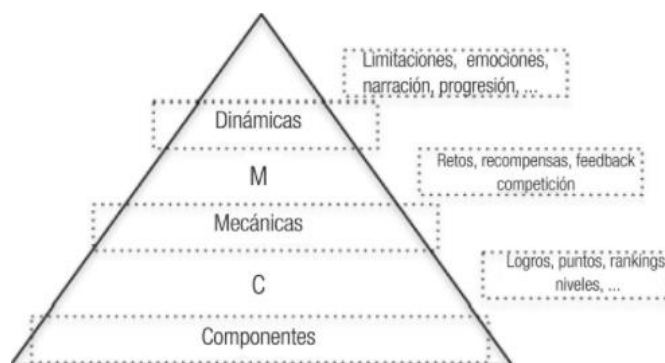 Limitaciones, emociones,
narración, progresión, ...
Dinámicas
M
Retos, recompensas, feedback
competición
Mecánicas
Logros, puntos, rankings
niveles, ...
C
Componentes